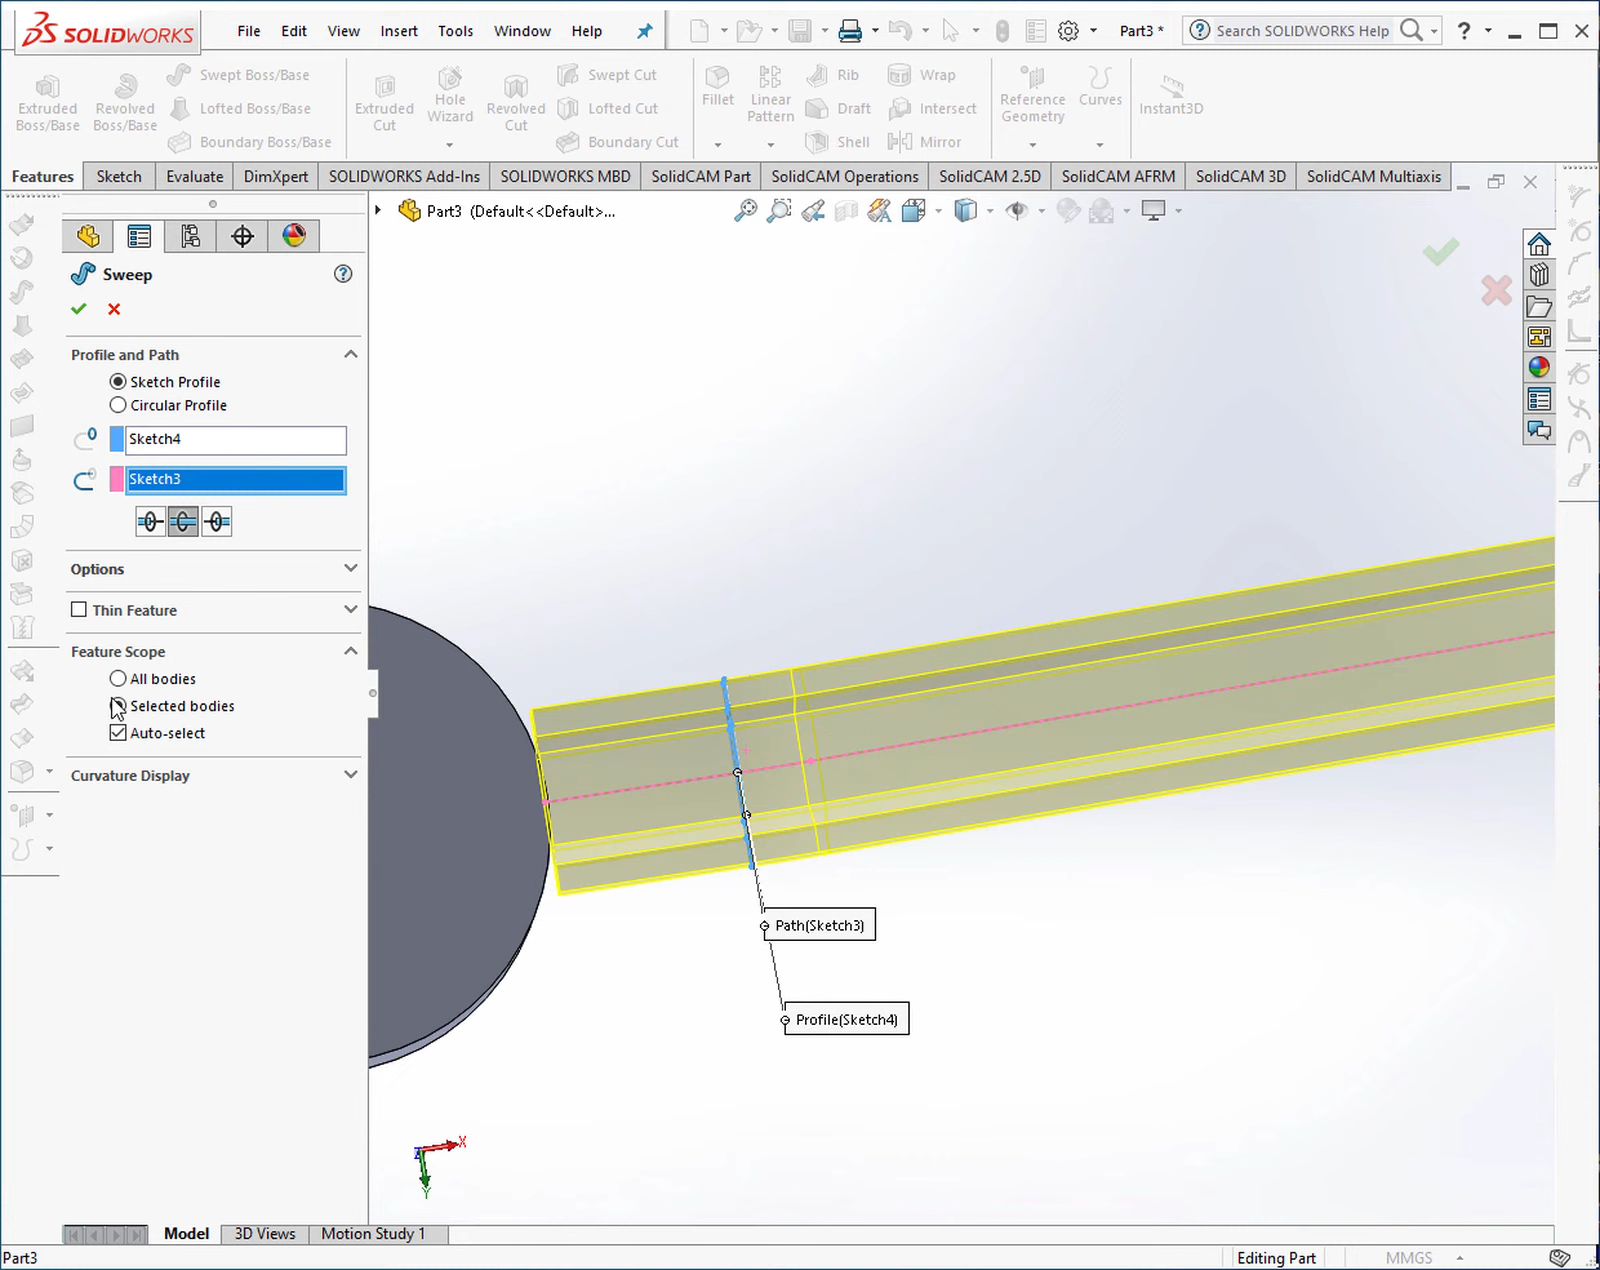 SOLIDWORKS
File Edit View Insert Tools Window Help
Part3 *
Search SOLIDWORKS Help
?
Extruded Boss/Base
Revolved Boss/Base
Swept Boss/Base
Lofted Boss/Base
Boundary Boss/Base
Extruded Cut
Hole Wizard
Revolved Cut
Swept Cut
Lofted Cut
Boundary Cut
Fillet
Linear Pattern
Rib
Draft
Shell
Wrap
Intersect
Mirror
Reference Geometry
Curves
Instant3D
Features Sketch Evaluate DimXpert SOLIDWORKS Add-Ins SOLIDWORKS MBD SolidCAM Part SolidCAM Operations SolidCAM 2.5D SolidCAM AFRM SolidCAM 3D SolidCAM Multiaxis
Part3 (Default<<Default>...
Sweep
?
Profile and Path
Sketch Profile
Circular Profile
Sketch4
Sketch3
Options
Thin Feature
Feature Scope
All bodies
Selected bodies
Auto-select
Curvature Display
Path(Sketch3)
Profile(Sketch4)
X
Z
Y
Model 3D Views Motion Study 1
Part3
Editing Part
MMGS